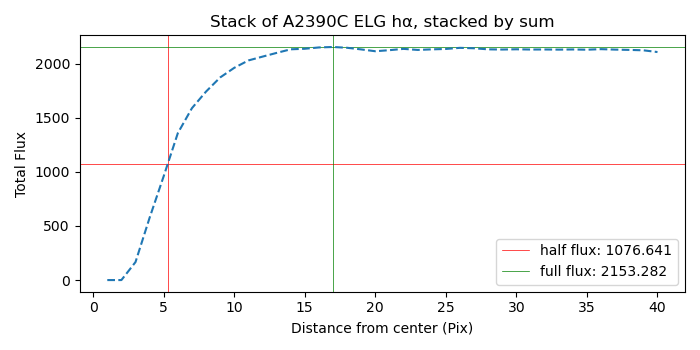 Stack of A2390C ELG hα, stacked by sum
Total Flux
2000
1500
1000
500
0
half flux: 1076.641
full flux: 2153.282
0 5 10 15 20 25 30 35 40
Distance from center (Pix)